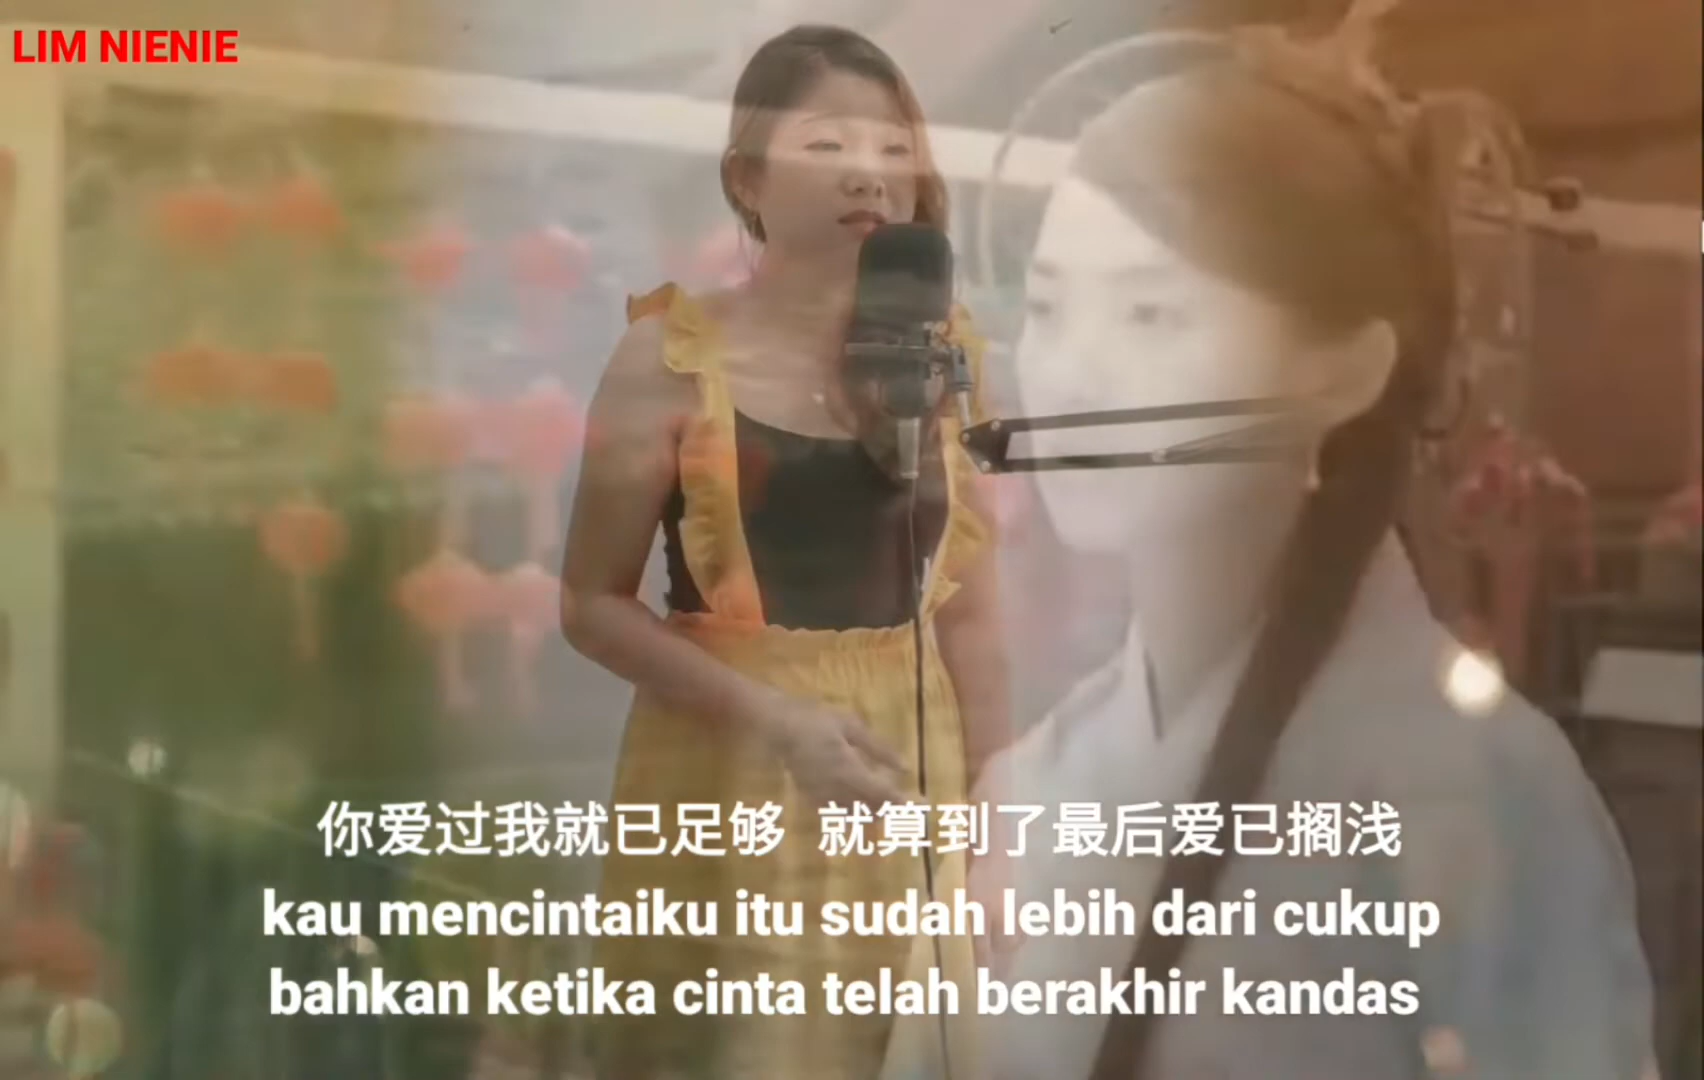 LIM NIENIE
你爱过我就已足够 就算到了最后爱已搁浅
kau mencintaiku itu sudah lebih dari cukup
bahkan ketika cinta telah berakhir kandas